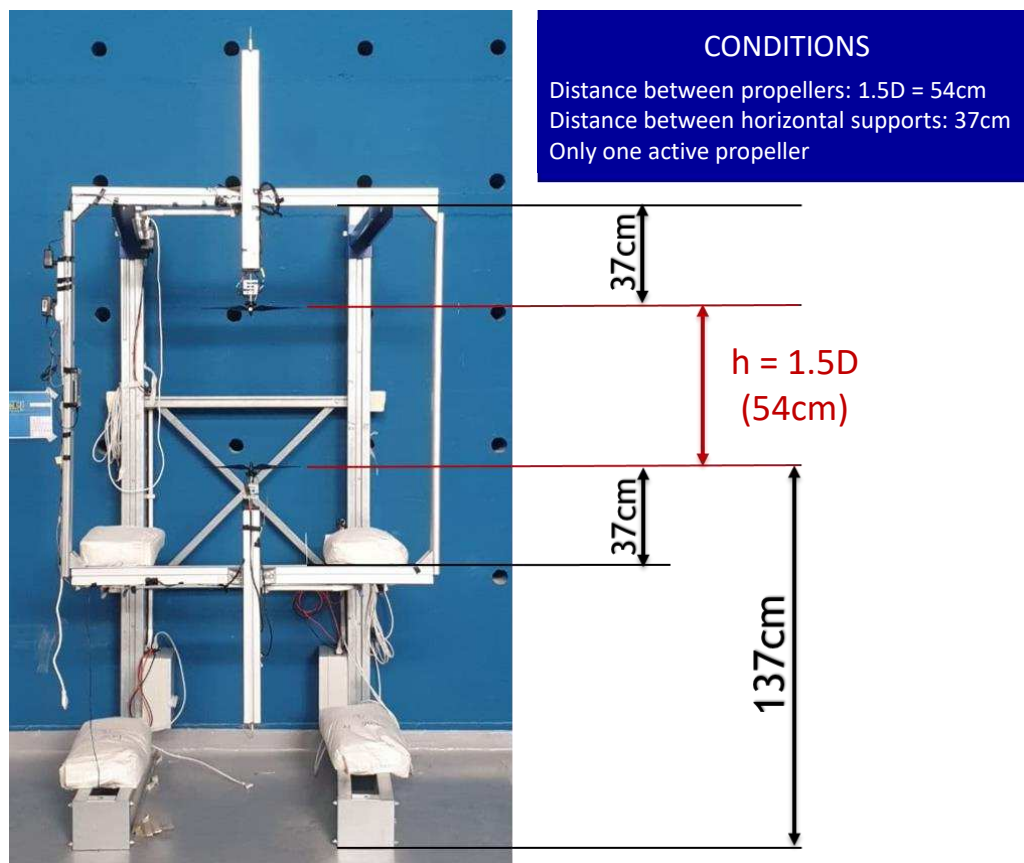 CONDITIONS
Distance between propellers: 1.5D = 54cm
Distance between horizontal supports: 37cm
Only one active propeller
37cm
h = 1.5D
(54cm)
37cm
137cm